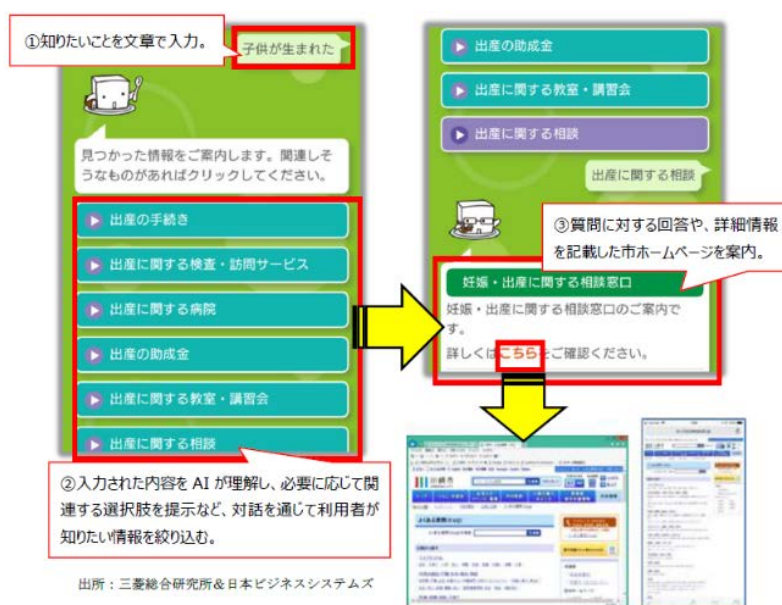 ①知りたいことを文章で入力。
子供が生まれた
見つかった情報をご案内します。関連しそ
うなものがあればクリックしてください。
出産の手続き
出産に関する検査・訪問サービス
出産に関する病院
出産の助成金
出産に関する教室・講習会
出産に関する相談
②入力された内容を AI が理解し、必要に応じて関
連する選択肢を提示など、対話を通じて利用者が
知りたい情報を絞り込む。
出産の助成金
出産に関する教室・講習会
出産に関する相談
出産に関する相談
③質問に対する回答や、詳細情報
を記載した市ホームページを案内。
妊娠・出産に関する相談窓口
妊娠・出産に関する相談窓口のご案内で
す。
詳しくはこちらをご確認ください。
よくある質問(FAQ)
出所：三菱総合研究所&日本ビジネスシステムズ